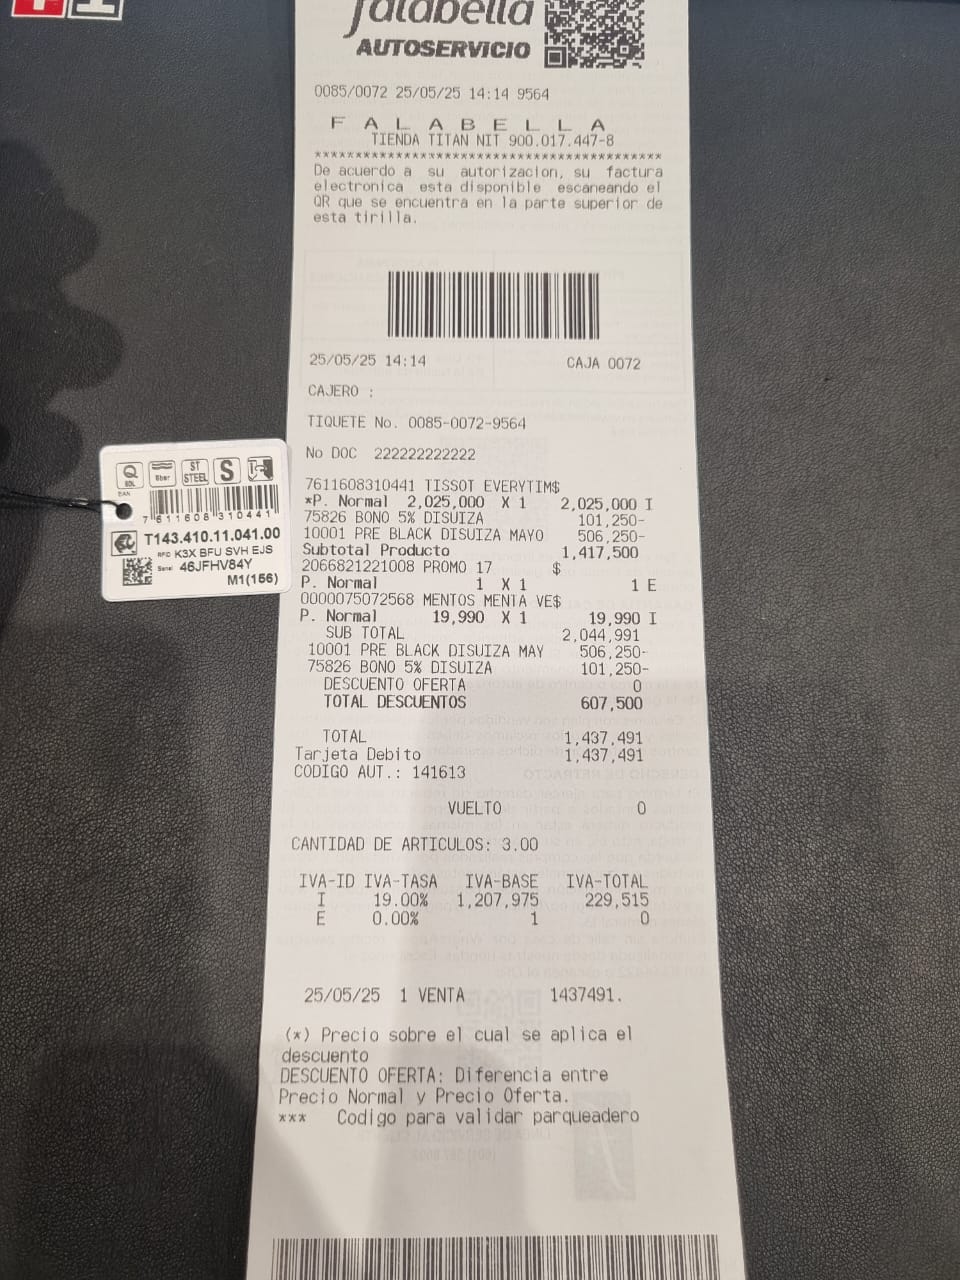 falabella
AUTOSERVICIO
0085/0072 25/05/25 14:14 9564
F A L A B E L L A
TIENDA TITAN NIT 900.017.447-8
******************************************
De acuerdo a su autorizacion, su factura
electronica esta disponible escaneando el
QR que se encuentra en la parte superior de
esta tirilla.
25/05/25 14:14 CAJA 0072
CAJERO :
TIQUETE No. 0085-0072-9564
No DOC 222222222222
7611608310441 TISSOT EVERYTIM$
*P. Normal 2,025,000 X 1 2,025,000 I
75826 BONO 5% DISUIZA 101,250-
10001 PRE BLACK DISUIZA MAYO 506,250-
Subtotal Producto 1,417,500
2066821221008 PROMO 17 $
P. Normal 1 X 1 1 E
0000075072568 MENTOS MENTA VE$
P. Normal 19,990 X 1 19,990 I
SUB TOTAL 2,044,991
10001 PRE BLACK DISUIZA MAY 506,250-
75826 BONO 5% DISUIZA 101,250-
DESCUENTO OFERTA 0
TOTAL DESCUENTOS 607,500
TOTAL 1,437,491
Tarjeta Debito 1,437,491
CODIGO AUT.: 141613
VUELTO 0
CANTIDAD DE ARTICULOS: 3.00
IVA-ID IVA-TASA IVA-BASE IVA-TOTAL
I 19.00% 1,207,975 229,515
E 0.00% 1 0
25/05/25 1 VENTA 1437491.
(*) Precio sobre el cual se aplica el
descuento
DESCUENTO OFERTA: Diferencia entre
Precio Normal y Precio Oferta.
*** Codigo para validar parqueadero
Q
EOL
5bar
ST
STEEL
S
EAN
7 611608 310441
T143.410.11.041.00
RFID K3X BFU SVH EJS
Serial 46JFHV84Y
M1(156)